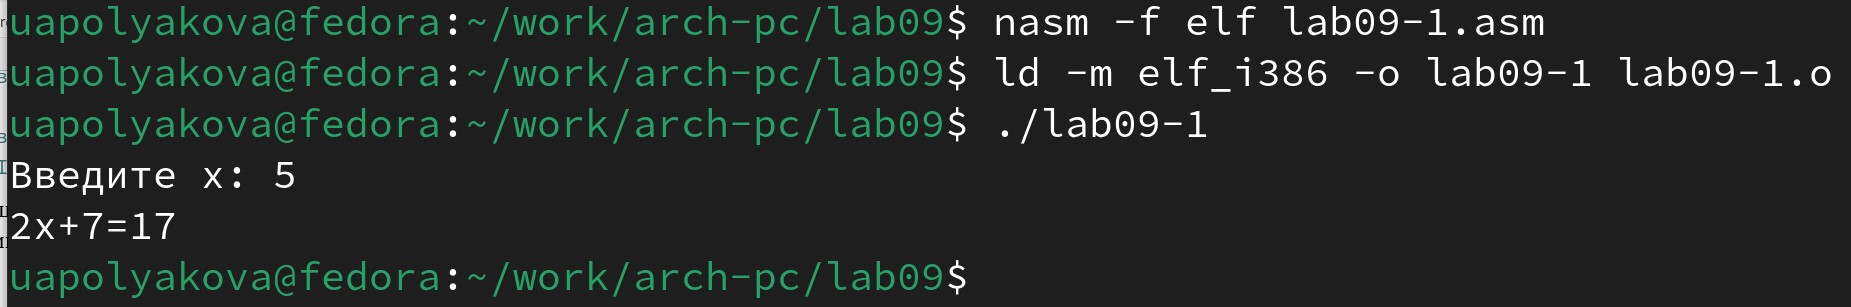 uapolyakova@fedora:~/work/arch-pc/lab09$ nasm -f elf lab09-1.asm
uapolyakova@fedora:~/work/arch-pc/lab09$ ld -m elf_i386 -o lab09-1 lab09-1.o
uapolyakova@fedora:~/work/arch-pc/lab09$ ./lab09-1
Введите x: 5
2x+7=17
uapolyakova@fedora:~/work/arch-pc/lab09$